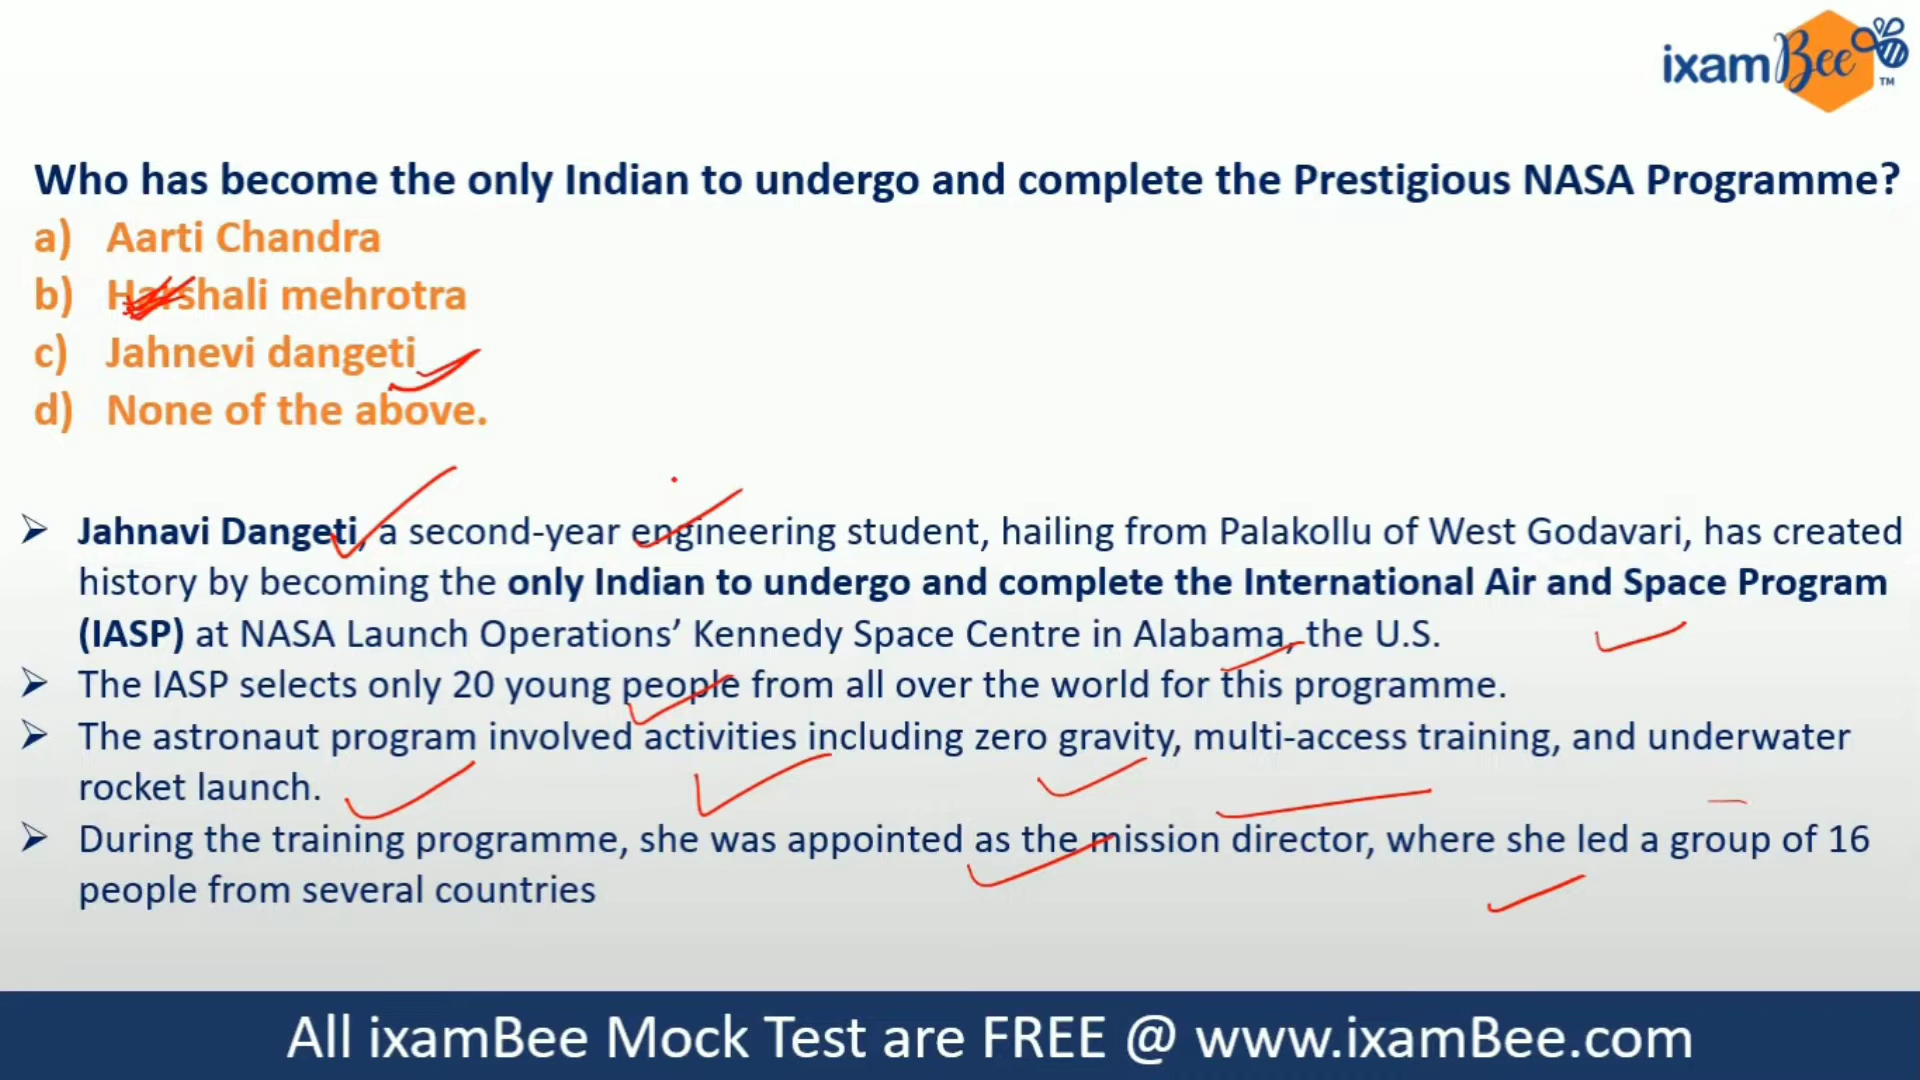 ixamBee™
Who has become the only Indian to undergo and complete the Prestigious NASA Programme?
a) Aarti Chandra
b) Harshali mehrotra
c) Jahnevi dangeti
d) None of the above.
➢ Jahnavi Dangeti, a second-year engineering student, hailing from Palakollu of West Godavari, has created
history by becoming the only Indian to undergo and complete the International Air and Space Program
(IASP) at NASA Launch Operations’ Kennedy Space Centre in Alabama, the U.S.
➢ The IASP selects only 20 young people from all over the world for this programme.
➢ The astronaut program involved activities including zero gravity, multi-access training, and underwater
rocket launch.
➢ During the training programme, she was appointed as the mission director, where she led a group of 16
people from several countries
All ixamBee Mock Test are FREE @ www.ixamBee.com